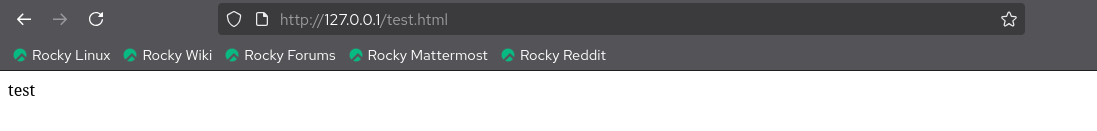 http://127.0.0.1/test.html
Rocky Linux Rocky Wiki Rocky Forums Rocky Mattermost Rocky Reddit
test